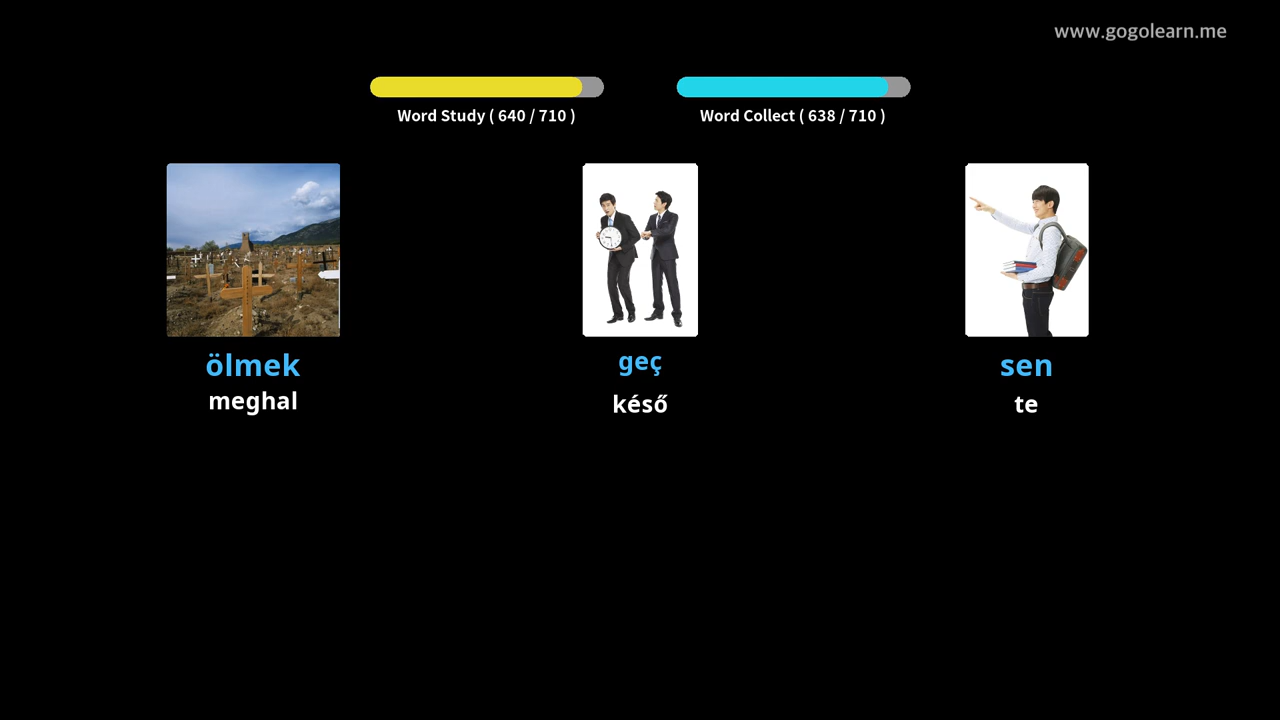 www.gogolearn.me
Word Study ( 640 / 710 )
Word Collect ( 638 / 710 )
ölmek
meghal
geç
késő
sen
te